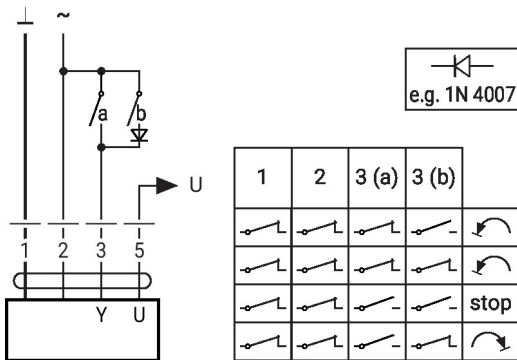 ⊥ ~
a b
U
1 2 3 5
Y U
e.g. 1N 4007
1 2 3 (a) 3 (b)
stop